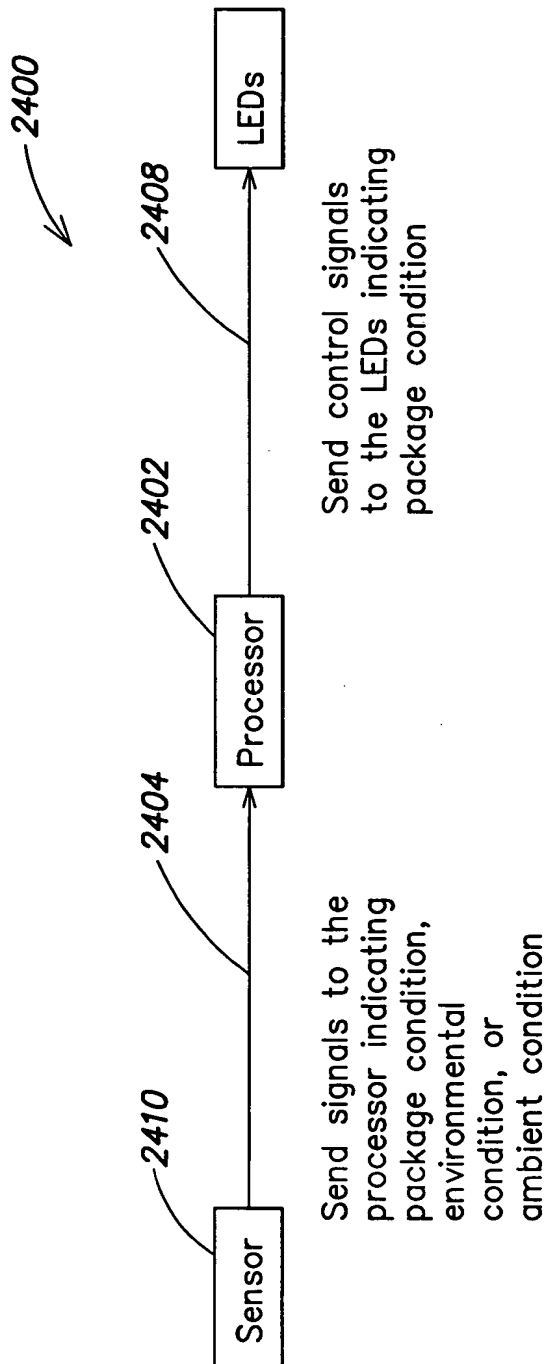 2400
2410
2404
2402
2408
Sensor
Processor
LEDs
Send signals to the
processor indicating
package condition,
environmental
condition, or
ambient condition
Send control signals
to the LEDs indicating
package condition